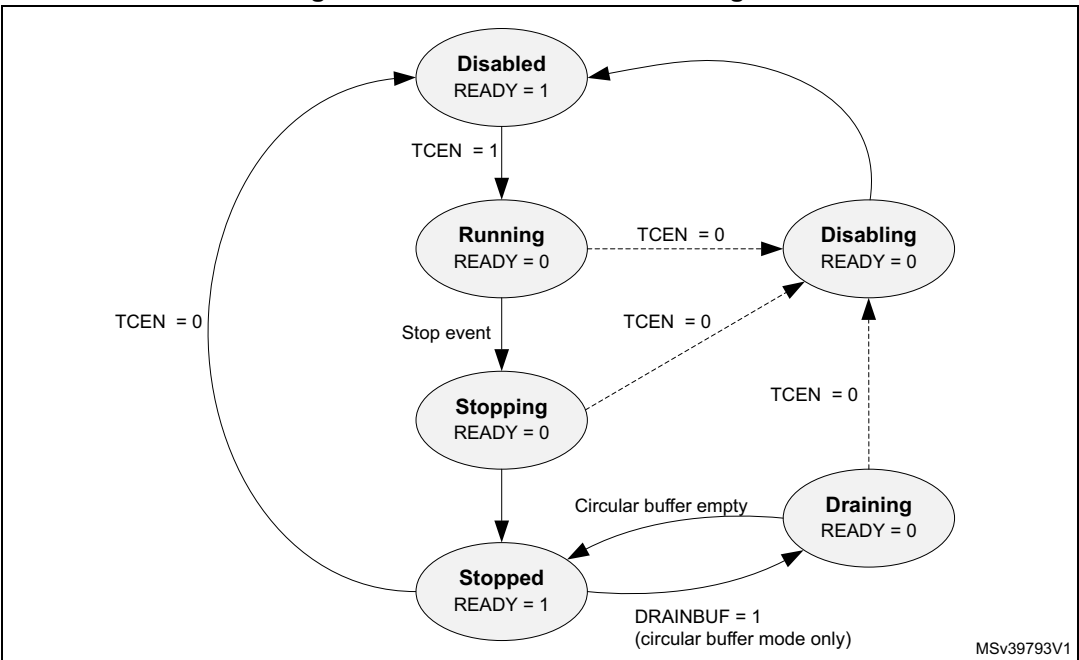 Disabled
READY = 1
TCEN = 1
Running
READY = 0
TCEN = 0
Disabling
READY = 0
TCEN = 0
Stop event
TCEN = 0
Stopping
READY = 0
TCEN = 0
Circular buffer empty
Draining
READY = 0
Stopped
READY = 1
DRAINBUF = 1
(circular buffer mode only)
MSv39793V1